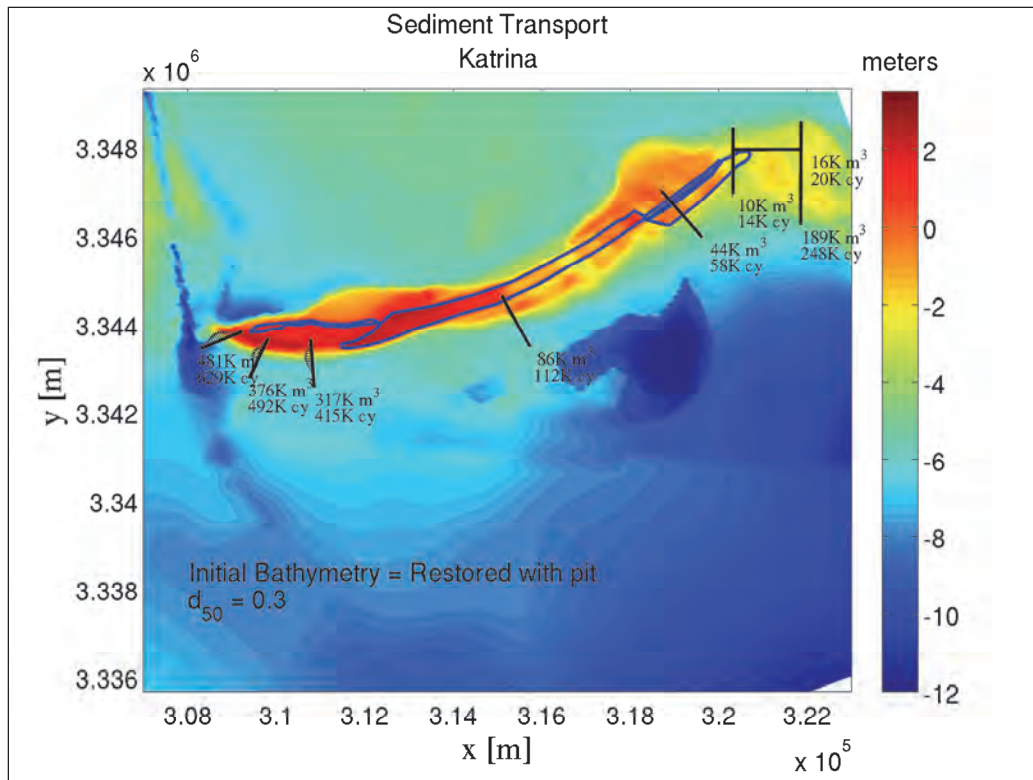 Sediment Transport
Katrina
x 10^6
meters
3.348
3.346
3.344
3.342
3.34
3.338
3.336
y [m]
16K m^3
20K cy
10K m^3
14K cy
189K m^3
248K cy
44K m^3
58K cy
86K m^3
112K cy
481K m^3
629K cy
376K m^3
492K cy
317K m^3
415K cy
Initial Bathymetry = Restored with pit
d_50 = 0.3
2
0
-2
-4
-6
-8
-10
-12
3.08
3.1
3.12
3.14
3.16
3.18
3.2
3.22
x [m]
x 10^5